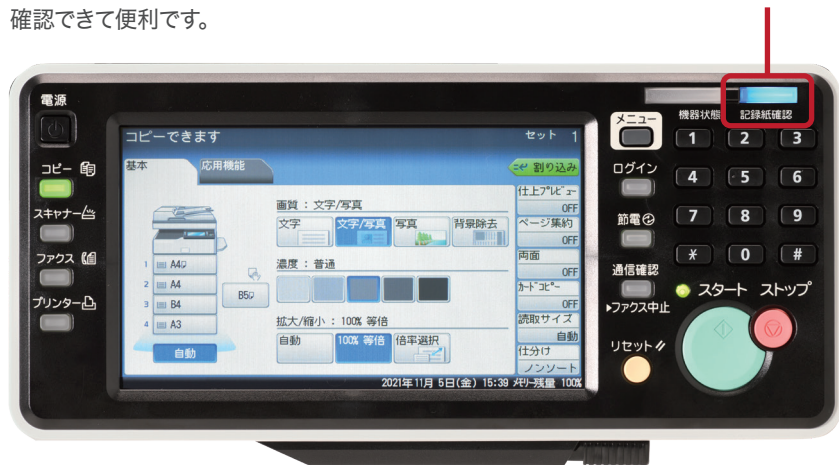 確認できて便利です。
電源
コピー
スキャナー
ファクス
プリンター
コピーできます
セット 1
基本
応用機能
割り込み
画質 : 文字/写真
文字
文字/写真
写真
背景除去
濃度 : 普通
拡大/縮小 : 100% 等倍
自動
100% 等倍
倍率選択
1 A4
2 A4
3 B4
4 A3
B5
自動
仕上プレビュー
OFF
ページ集約
OFF
両面
OFF
カードコピー
OFF
読取サイズ
自動
仕分け
ノンソート
2021年11月 5日(金) 15:39 メモリー残量 100%
メニュー
ログイン
節電
通信確認
▶ファクス中止
リセット
機器状態
記録紙確認
1 2 3
4 5 6
7 8 9
* 0 #
スタート
ストップ